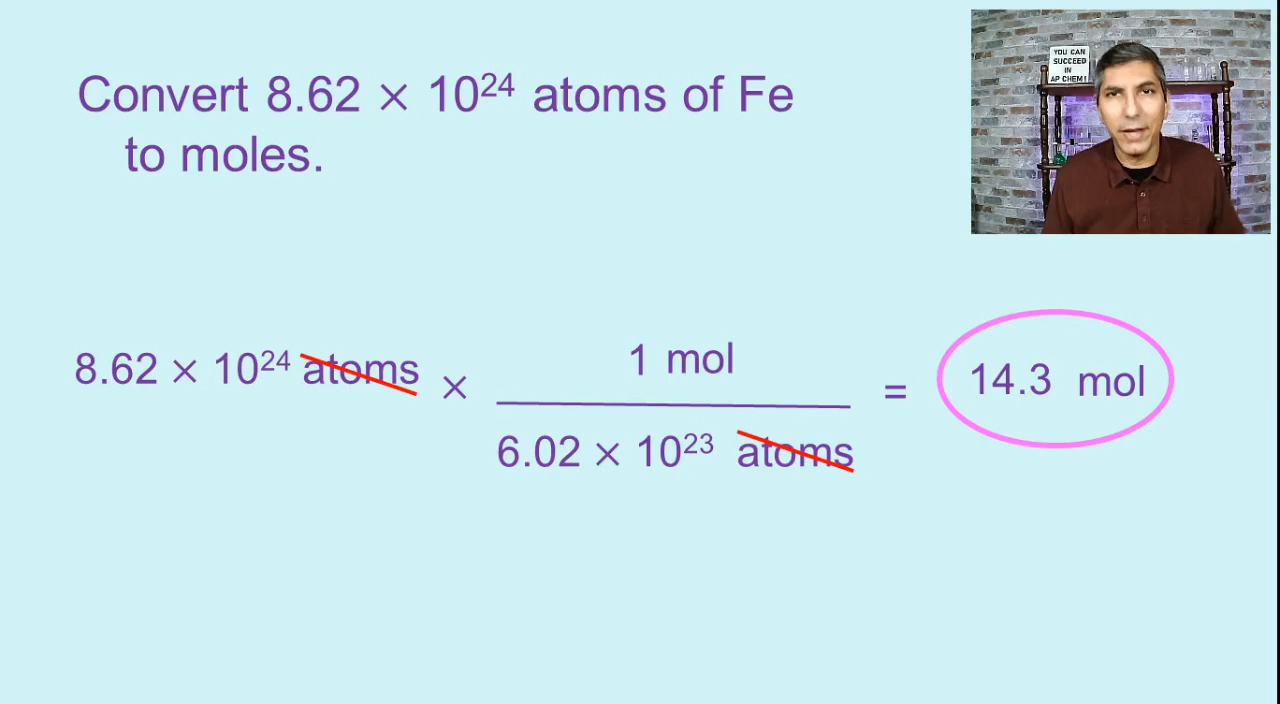 Convert 8.62 × 10²⁴ atoms of Fe
to moles.
YOU CAN
SUCCEED
IN
AP CHEM!
8.62 × 10²⁴ atoms × 1 mol = 14.3 mol
6.02 × 10²³ atoms